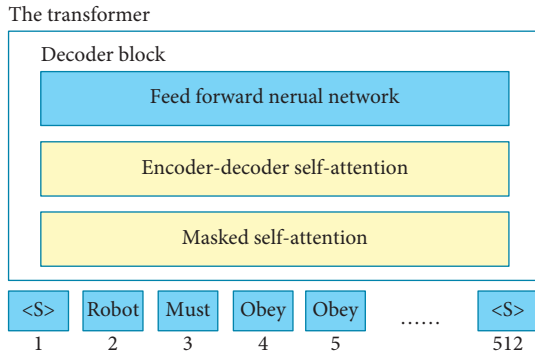 The transformer
Decoder block
Feed forward nerual network
Encoder-decoder self-attention
Masked self-attention
<S> Robot Must Obey Obey ...... <S>
1 2 3 4 5 512